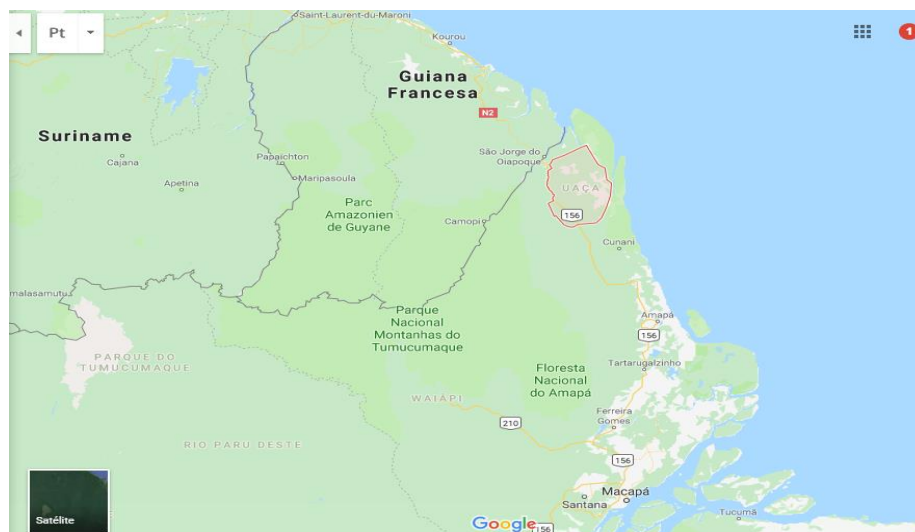 Pt
1
Saint-Laurent-du-Maroni
Kourou
Guiana
Francesa
N2
Suriname
São Jorge do
Oiapoque
Cajana
Papaichton
Maripasoula
Apetina
UAÇÁ
156
Parc
Amazonien
de Guyane
Camopi
Cunani
malasamutu
Parque
Nacional
Montanhas do
Tumucumaque
Amapá
156
PARQUE DO
TUMUCUMAQUE
Tartarugalzinho
Floresta
Nacional
do Amapá
WAIÃPI
210
Ferreira
Gomes
RIO PARU DESTE
156
Macapá
Santana
Satélite
Google
156
Tucumã